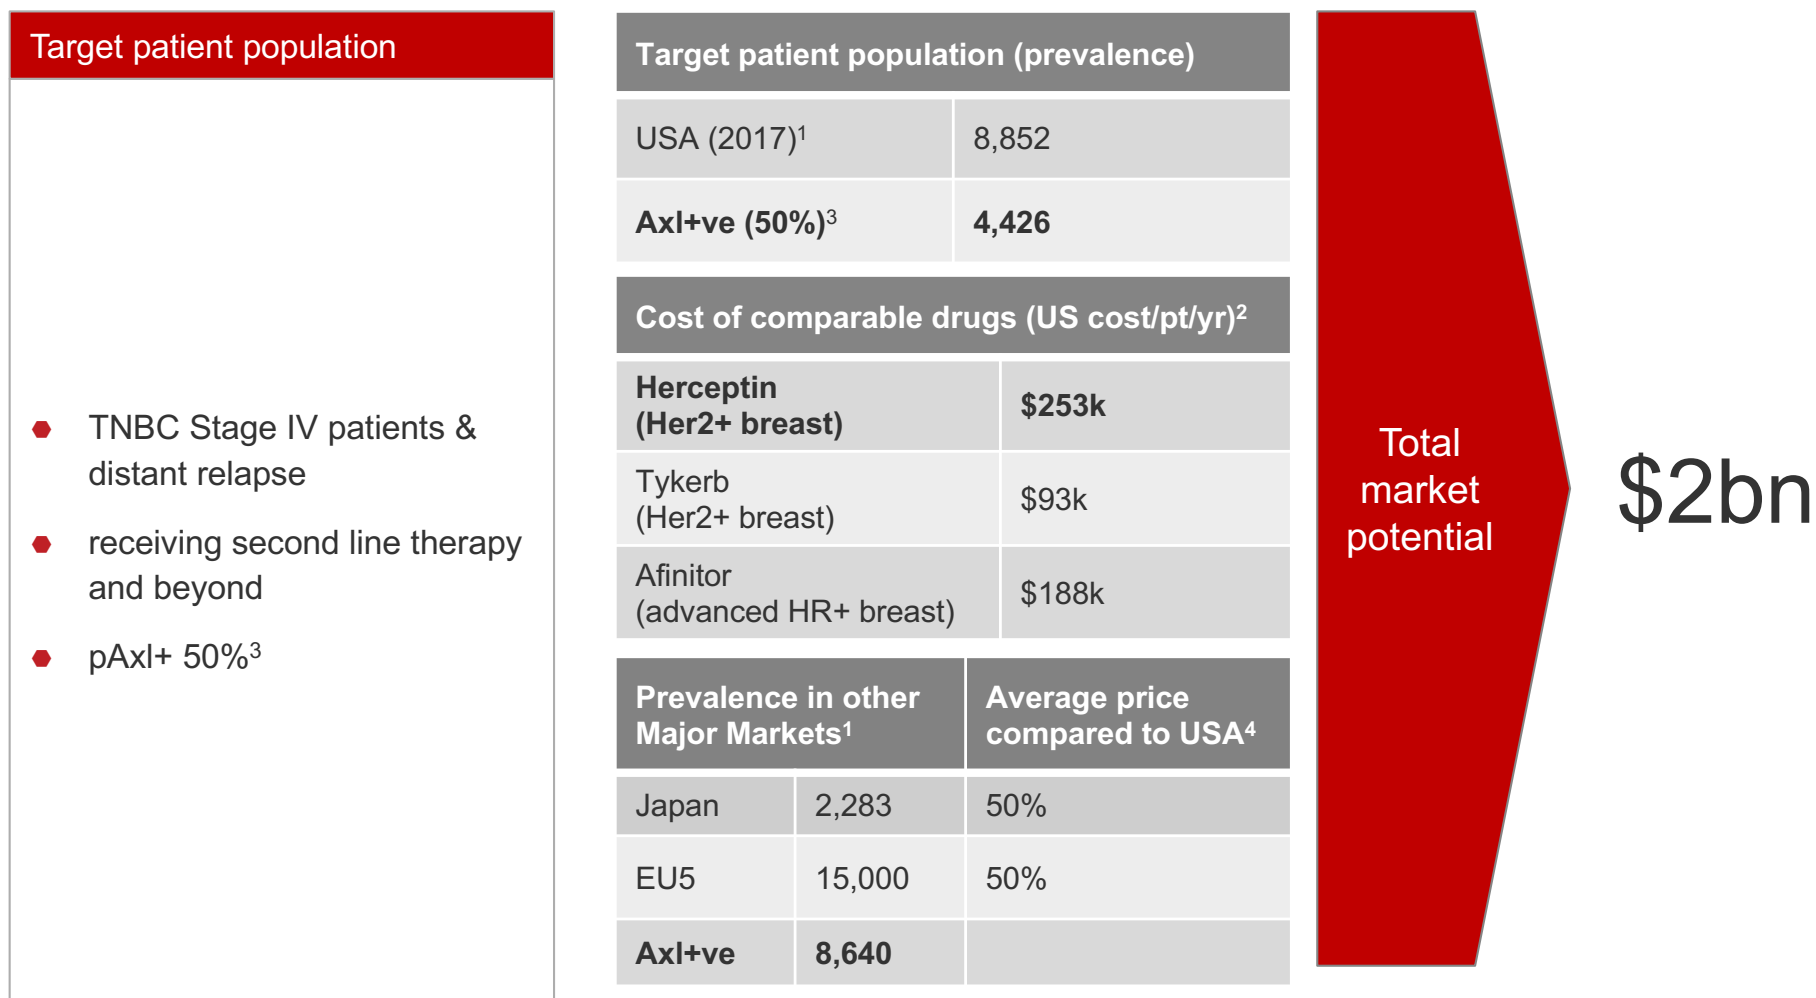 Target patient population
TNBC Stage IV patients &
distant relapse
receiving second line therapy
and beyond
pAxl+ 50%³
Target patient population (prevalence)
USA (2017)¹ 8,852
Axl+ve (50%)³ 4,426
Cost of comparable drugs (US cost/pt/yr)²
Herceptin
(Her2+ breast) $253k
Tykerb
(Her2+ breast) $93k
Afinitor
(advanced HR+ breast) $188k
Prevalence in other
Major Markets¹
Average price
compared to USA⁴
Japan 2,283 50%
EU5 15,000 50%
Axl+ve 8,640
Total
market
potential
$2bn